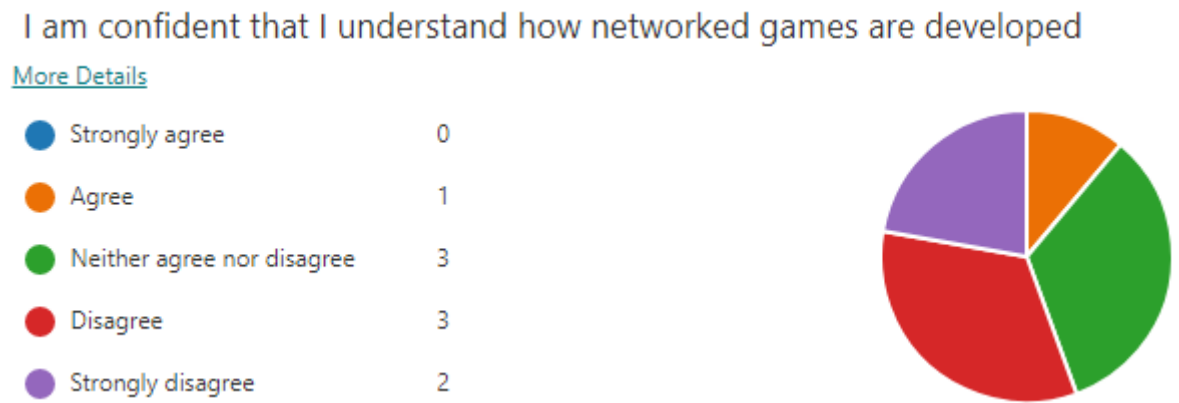 I am confident that I understand how networked games are developed
More Details
Strongly agree 0
Agree 1
Neither agree nor disagree 3
Disagree 3
Strongly disagree 2